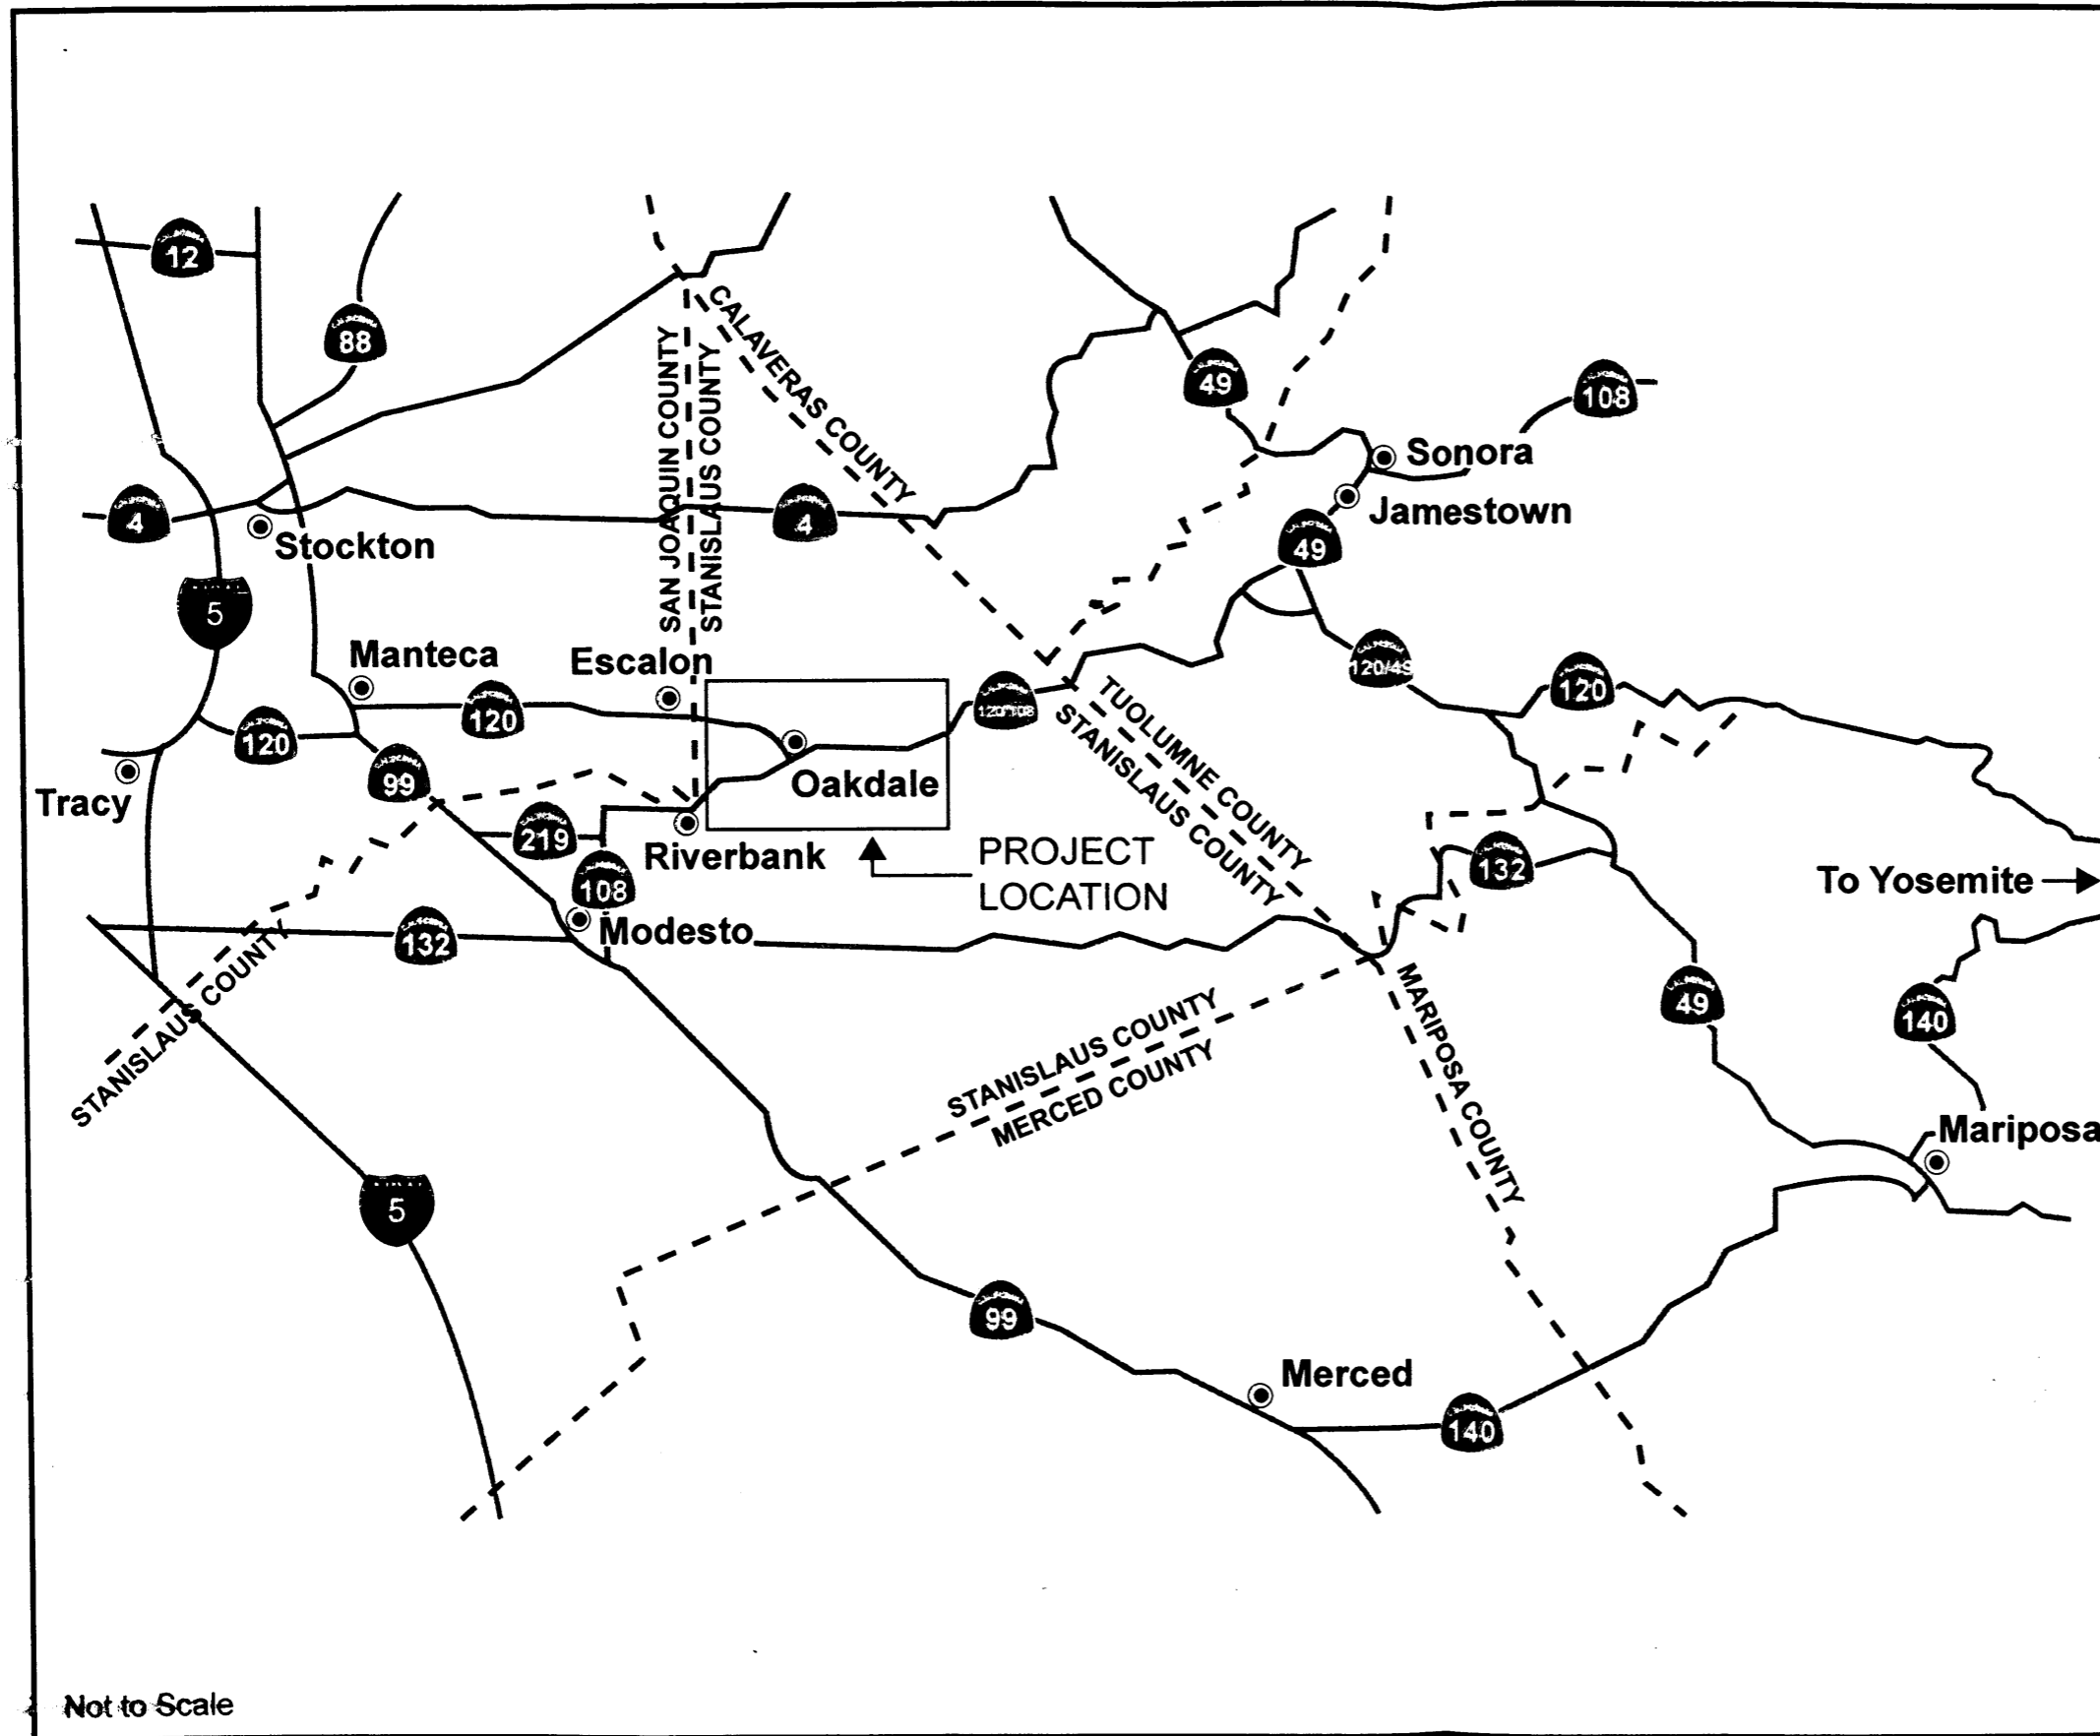 12
88
CALAVERAS COUNTY
SAN JOAQUIN COUNTY
STANISLAUS COUNTY
49
108
Sonora
4
4
Jamestown
Stockton
49
5
Manteca
Escalon
120/49
120
120
120/108
120
TUOLUMNE COUNTY
STANISLAUS COUNTY
99
Oakdale
Tracy
219
Riverbank
PROJECT
LOCATION
132
To Yosemite
108
Modesto
132
STANISLAUS COUNTY
49
140
MARIPOSA COUNTY
STANISLAUS COUNTY
MERCED COUNTY
Mariposa
5
99
Merced
140
Not to Scale